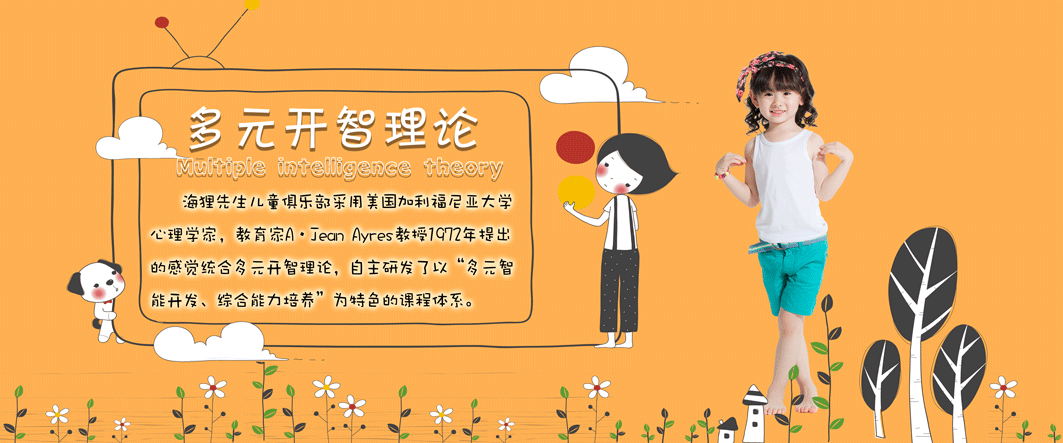 多元开智理论
Multiple intelligence theory
海狸先生儿童俱乐部采用美国加利福尼亚大学
心理学家，教育家A·Jean Ayres教授1972年提出
的感觉统合多元开智理论，自主研发了以“多元智
能开发、综合能力培养”为特色的课程体系。